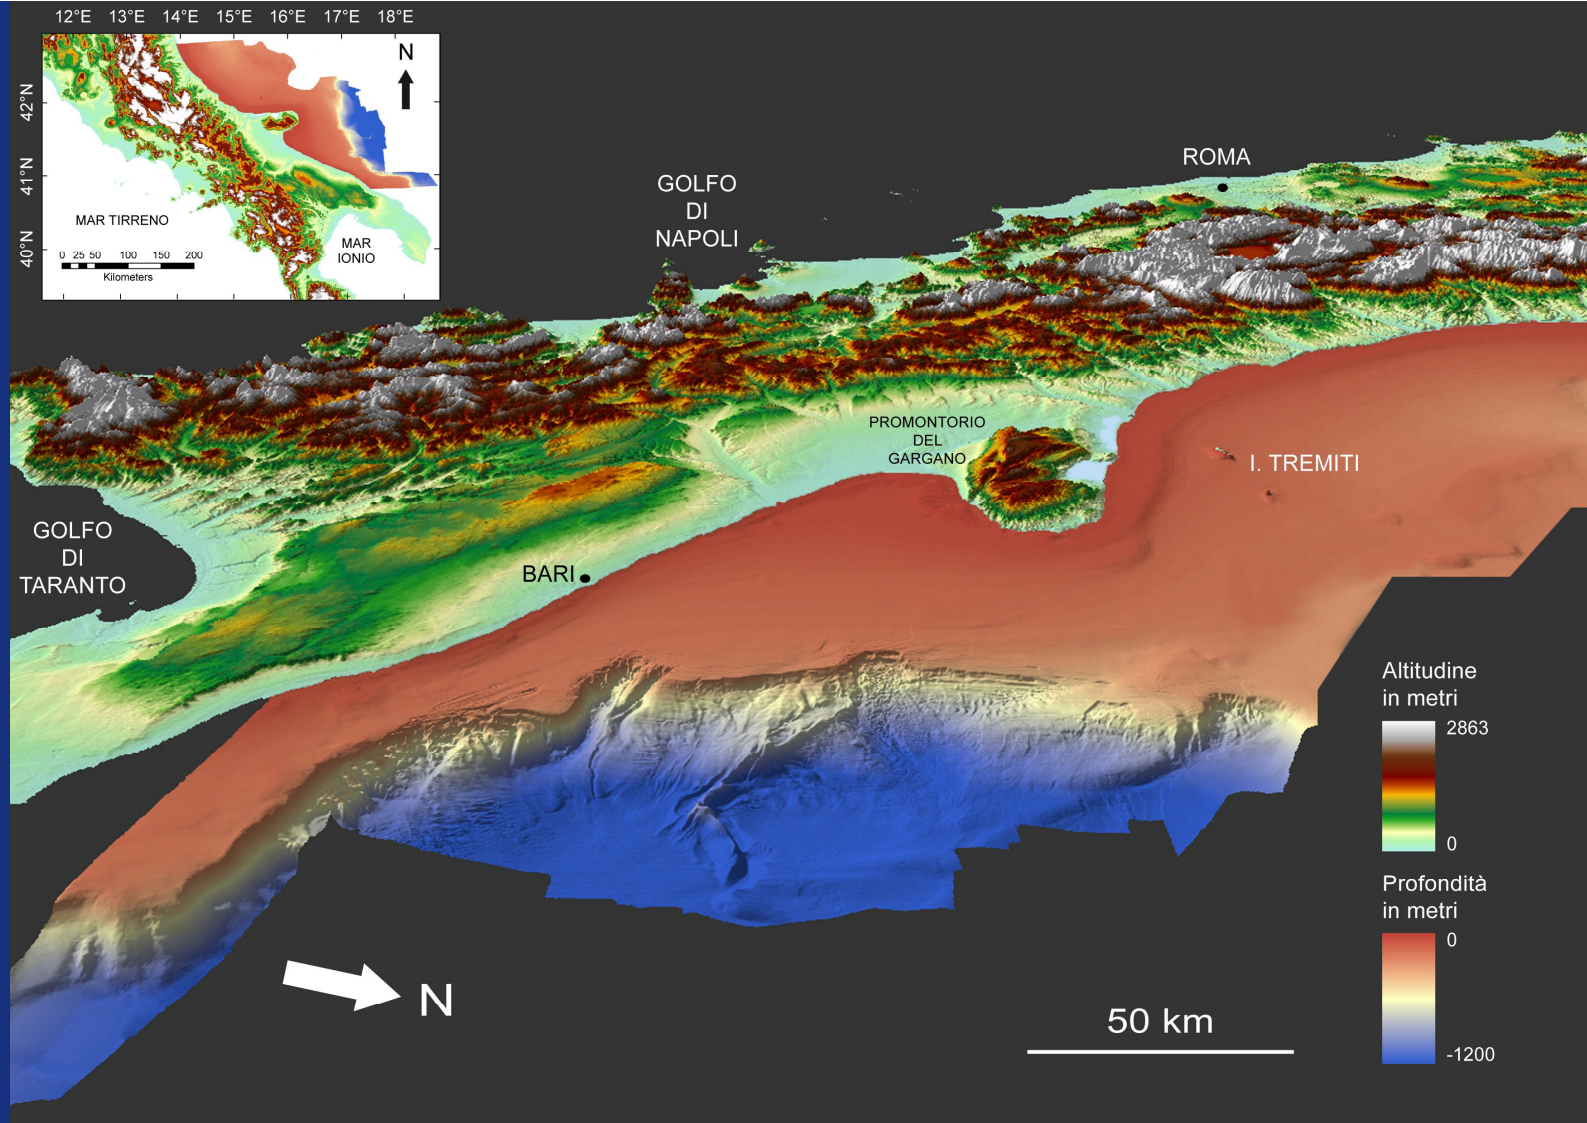 12°E 13°E 14°E 15°E 16°E 17°E 18°E
42°N
41°N
40°N
N
MAR TIRRENO
MAR
IONIO
0 25 50 100 150 200
Kilometers
ROMA
GOLFO
DI
NAPOLI
PROMONTORIO
DEL
GARGANO
I. TREMITI
GOLFO
DI
TARANTO
BARI
Altitudine
in metri
2863
0
Profondità
in metri
0
-1200
N
50 km